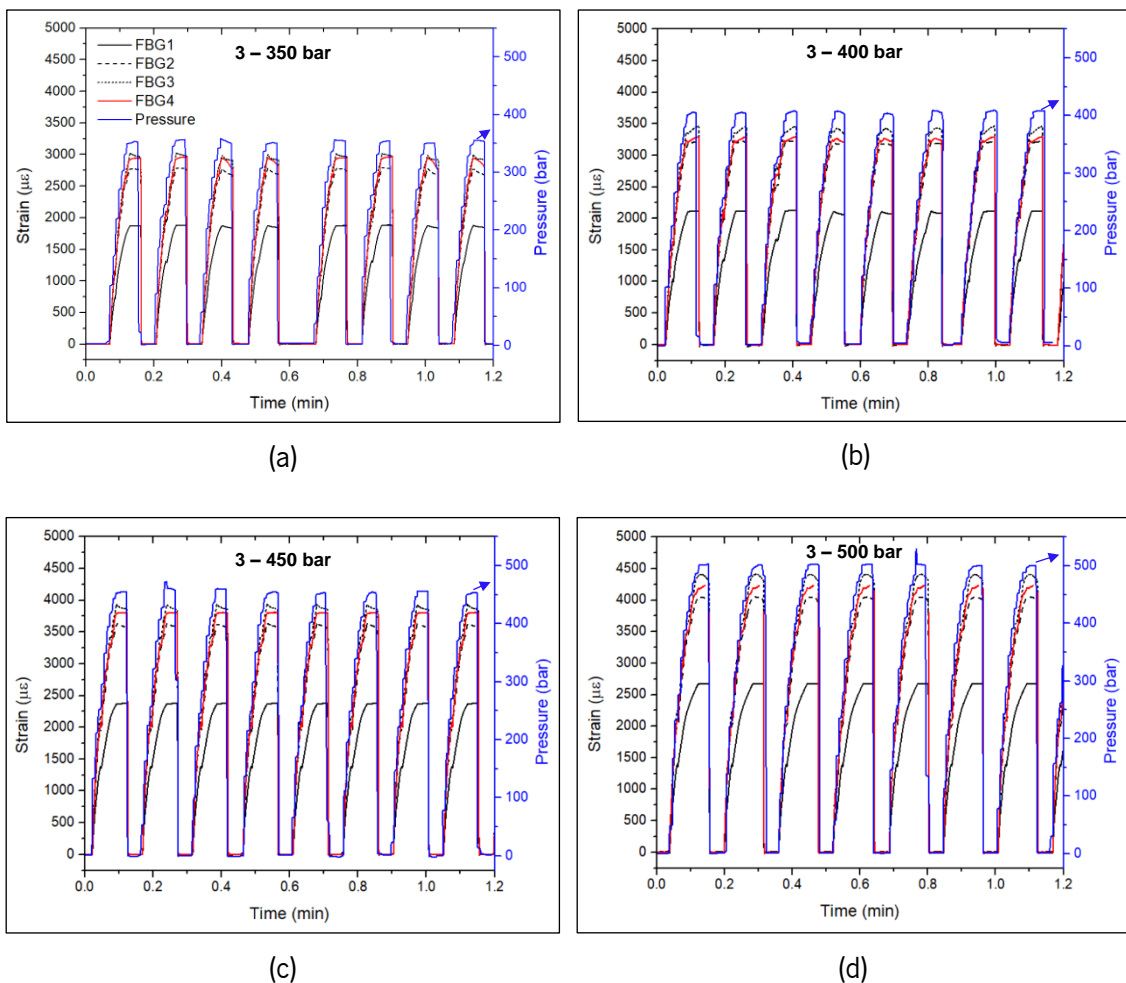 3 – 350 bar
FBG1
FBG2
FBG3
FBG4
Pressure
5000
4500
4000
3500
3000
2500
2000
1500
1000
500
0
Strain (με)
500
400
300
200
100
0
Pressure (bar)
0.0 0.2 0.4 0.6 0.8 1.0 1.2
Time (min)
(a)
3 – 400 bar
5000
4500
4000
3500
3000
2500
2000
1500
1000
500
0
Strain (με)
500
400
300
200
100
0
Pressure (bar)
0.0 0.2 0.4 0.6 0.8 1.0 1.2
Time (min)
(b)
3 – 450 bar
5000
4500
4000
3500
3000
2500
2000
1500
1000
500
0
Strain (με)
500
400
300
200
100
0
Pressure (bar)
0.0 0.2 0.4 0.6 0.8 1.0 1.2
Time (min)
(c)
3 – 500 bar
5000
4500
4000
3500
3000
2500
2000
1500
1000
500
0
Strain (με)
500
400
300
200
100
0
Pressure (bar)
0.0 0.2 0.4 0.6 0.8 1.0 1.2
Time (min)
(d)